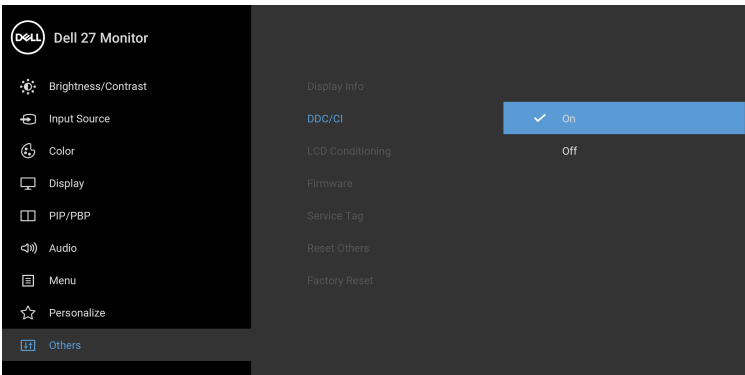 DELL
Dell 27 Monitor
Brightness/Contrast
Input Source
Color
Display
PIP/PBP
Audio
Menu
Personalize
Others
Display Info
DDC/CI
LCD Conditioning
Firmware
Service Tag
Reset Others
Factory Reset
On
Off